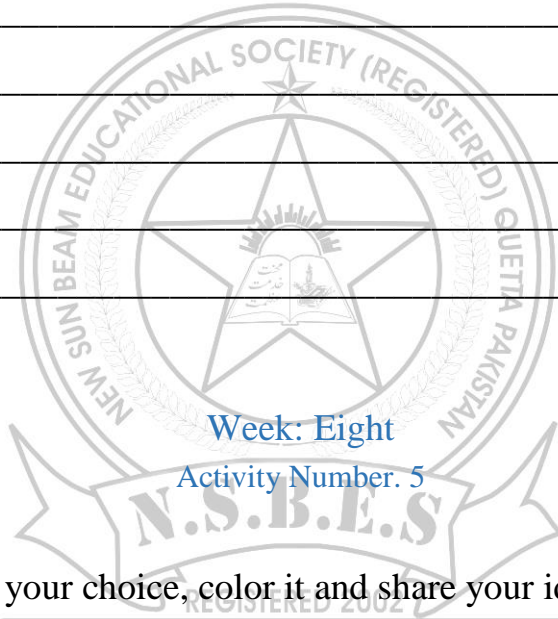 NEW SUN BEAM EDUCATIONAL SOCIETY (REGISTERED) QUETTA PAKISTAN
Week: Eight
Activity Number. 5
N.S.B.E.S
your choice, color it and share your
REGISTERED 2002